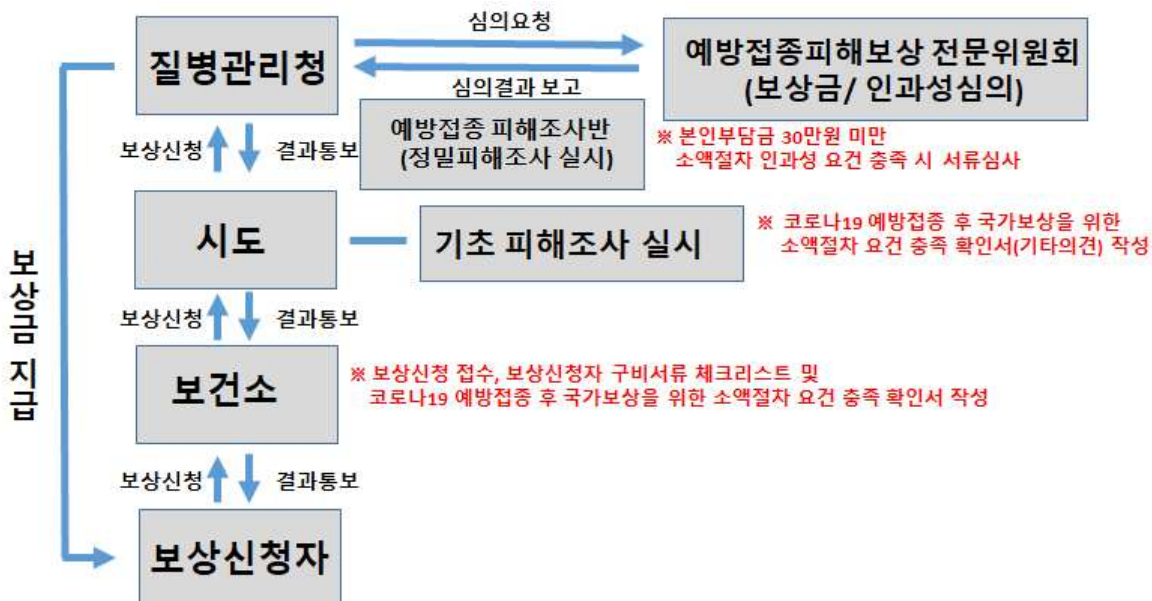 심의요청
질병관리청
예방접종피해보상 전문위원회
(보상금/ 인과성심의)
심의결과 보고
예방접종 피해조사반
(정밀피해조사 실시)
※ 본인부담금 30만원 미만
소액절차 인과성 요건 충족 시 서류심사
보상신청
결과통보
시도
기초 피해조사 실시
※ 코로나19 예방접종 후 국가보상을 위한
소액절차 요건 충족 확인서(기타의견) 작성
보상금 지급
보상신청
결과통보
보건소
※ 보상신청 접수, 보상신청자 구비서류 체크리스트 및
코로나19 예방접종 후 국가보상을 위한 소액절차 요건 충족 확인서 작성
보상신청
결과통보
보상신청자